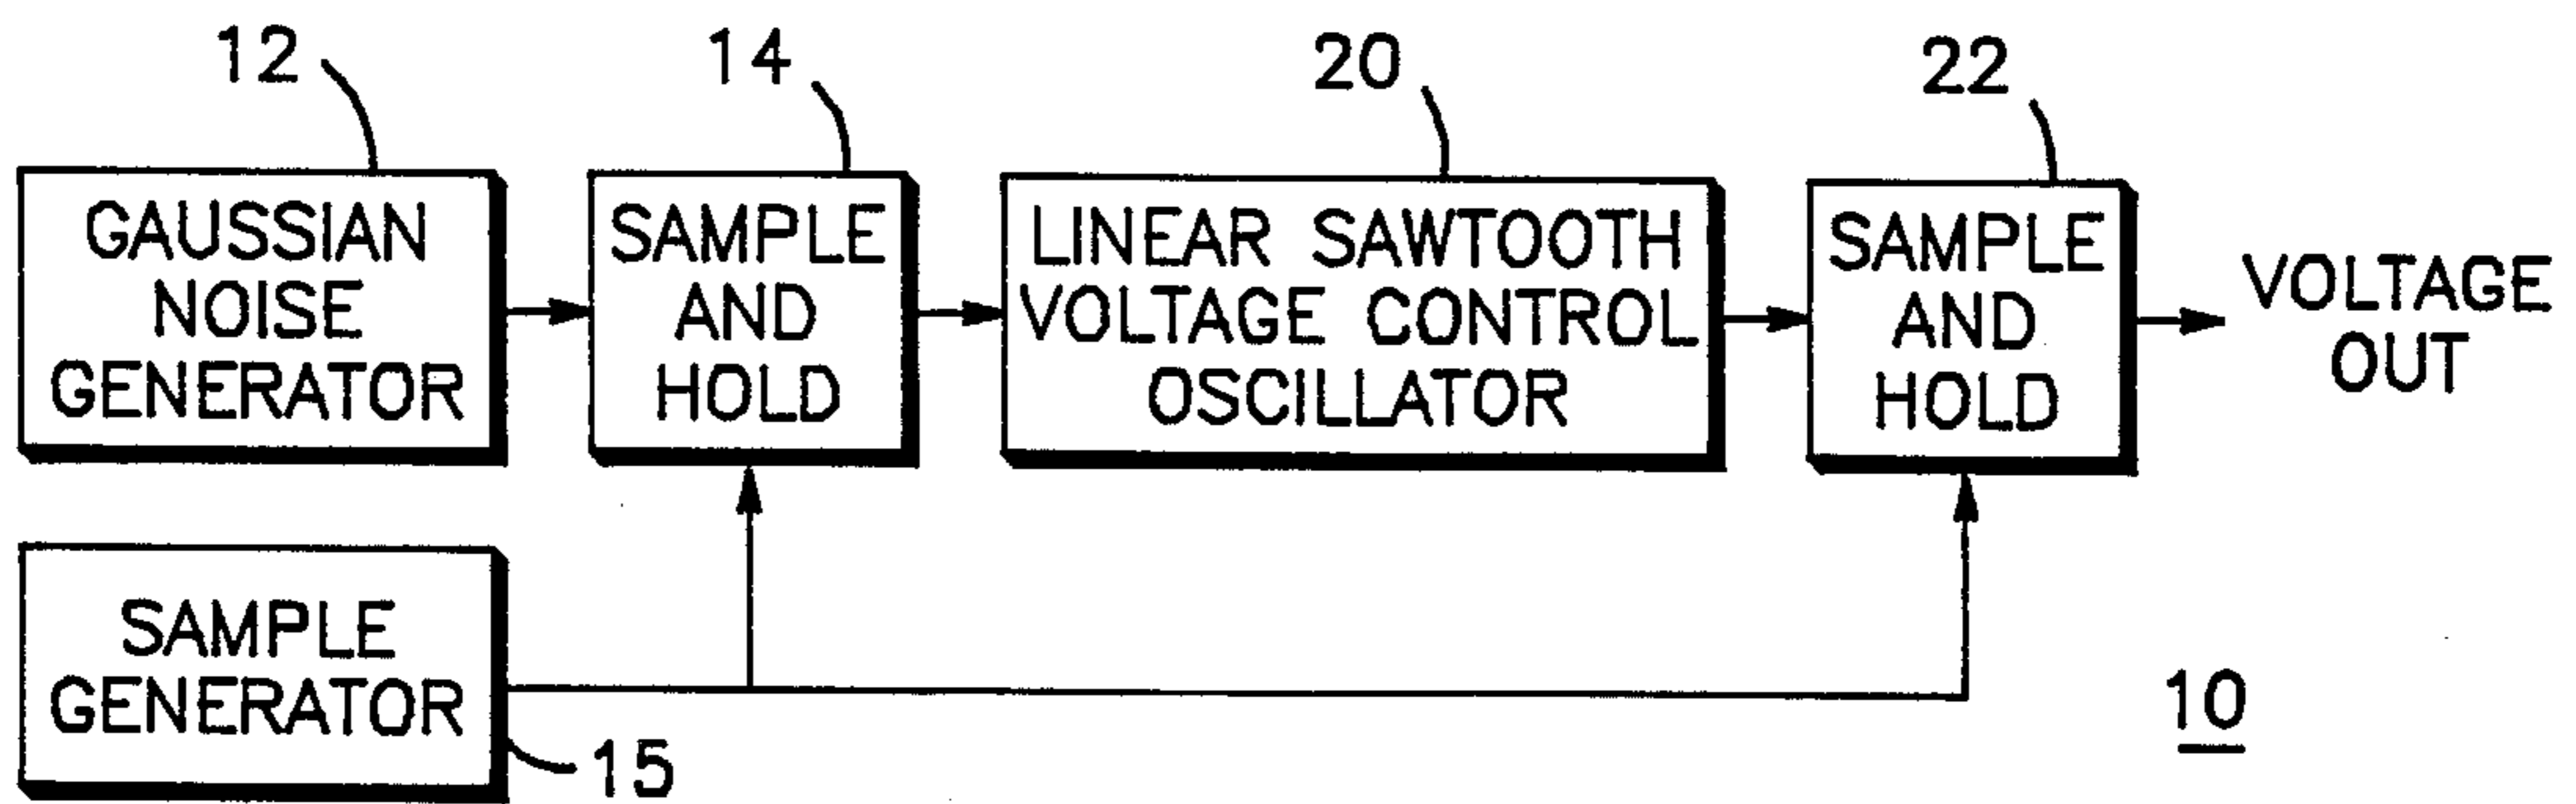 12
14
20
22
GAUSSIAN
NOISE
GENERATOR
SAMPLE
AND
HOLD
LINEAR SAWTOOTH
VOLTAGE CONTROL
OSCILLATOR
SAMPLE
AND
HOLD
VOLTAGE
OUT
SAMPLE
GENERATOR
15
10